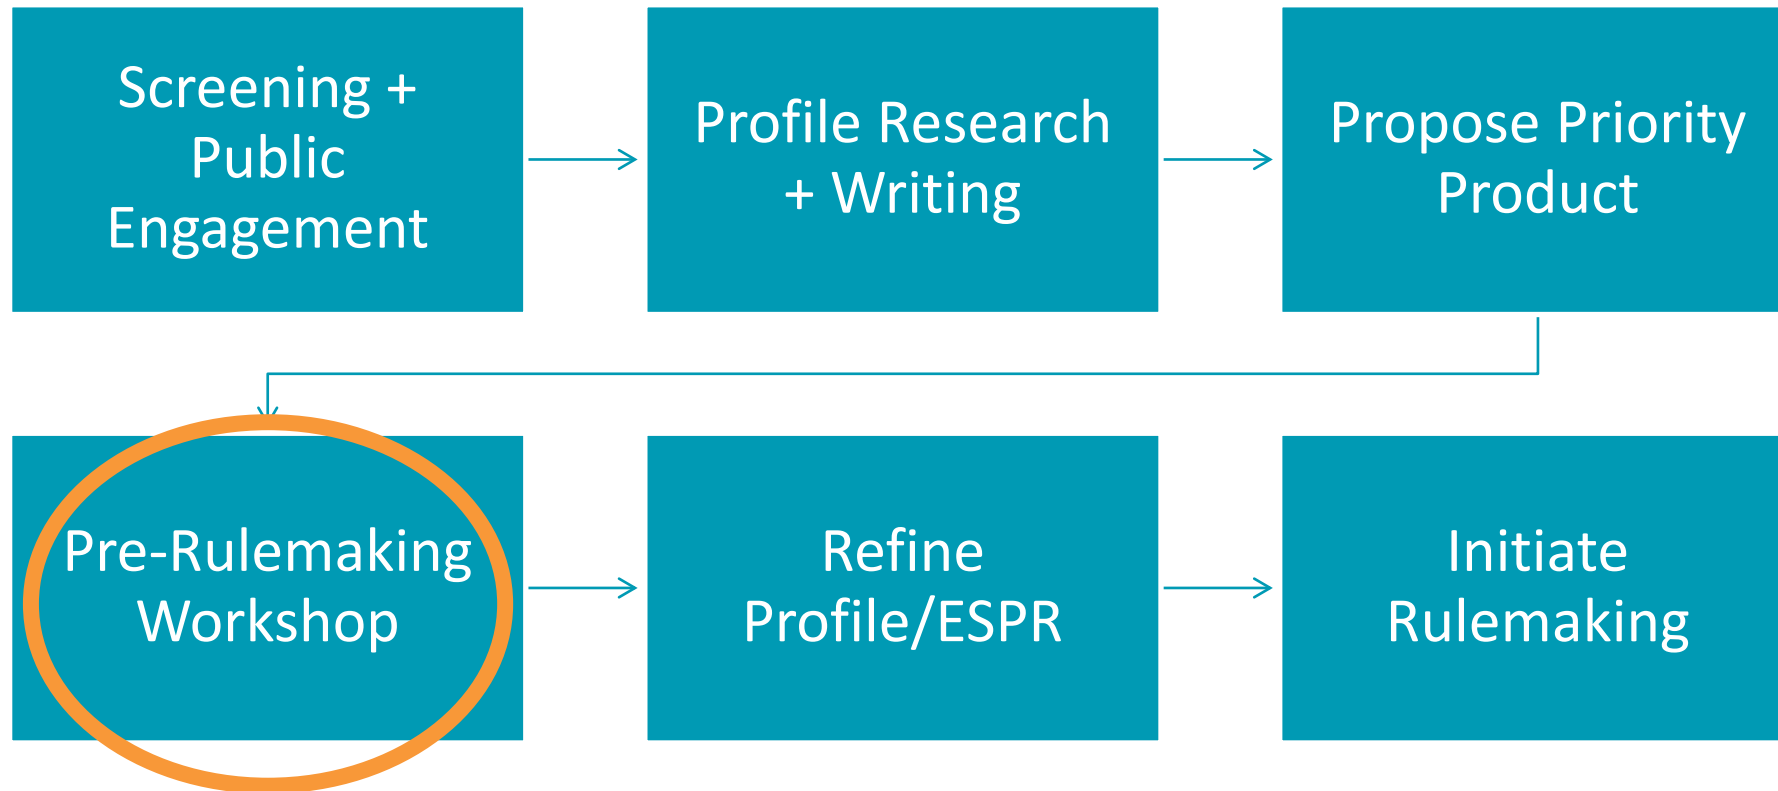 Screening +
Public
Engagement
Profile Research
+ Writing
Propose Priority
Product
Pre-Rulemaking
Workshop
Refine
Profile/ESPR
Initiate
Rulemaking